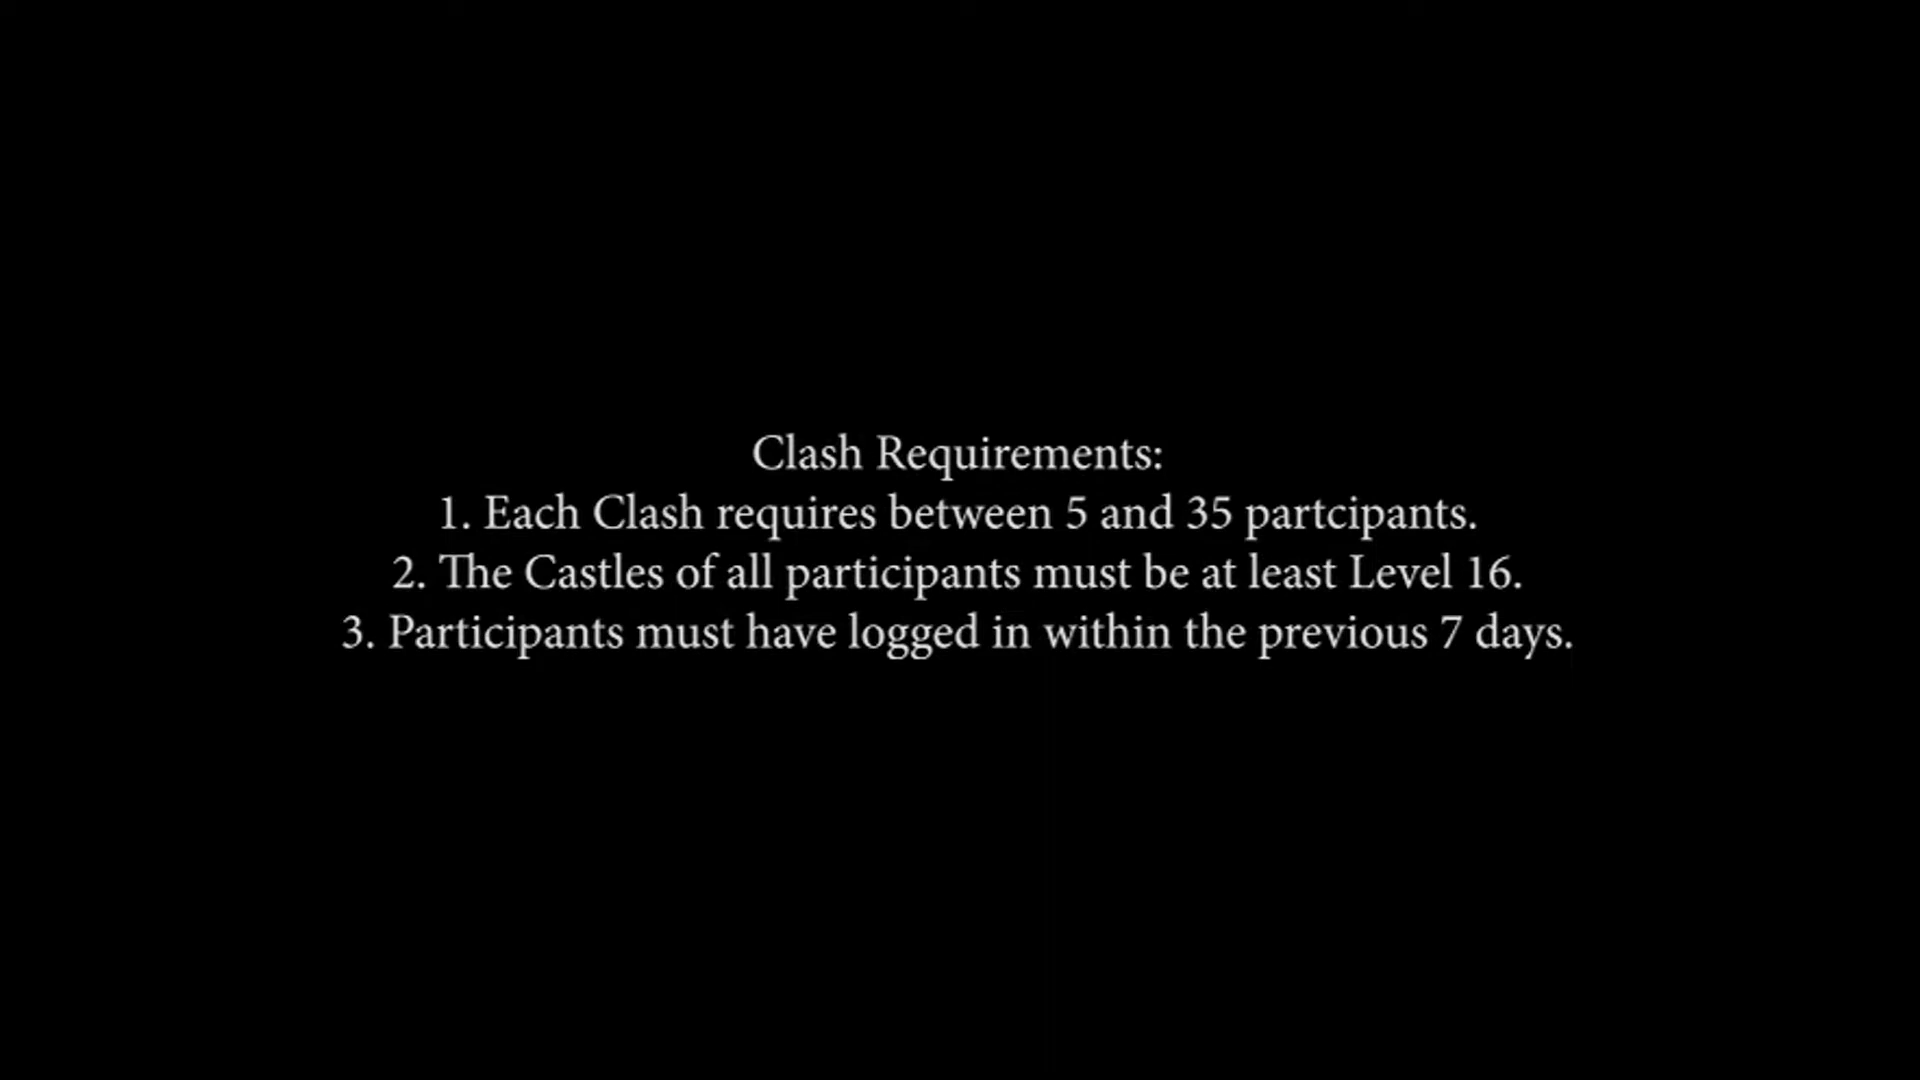 Clash Requirements:
1. Each Clash requires between 5 and 35 partcipants.
2. The Castles of all participants must be at least Level 16.
3. Participants must have logged in within the previous 7 days.